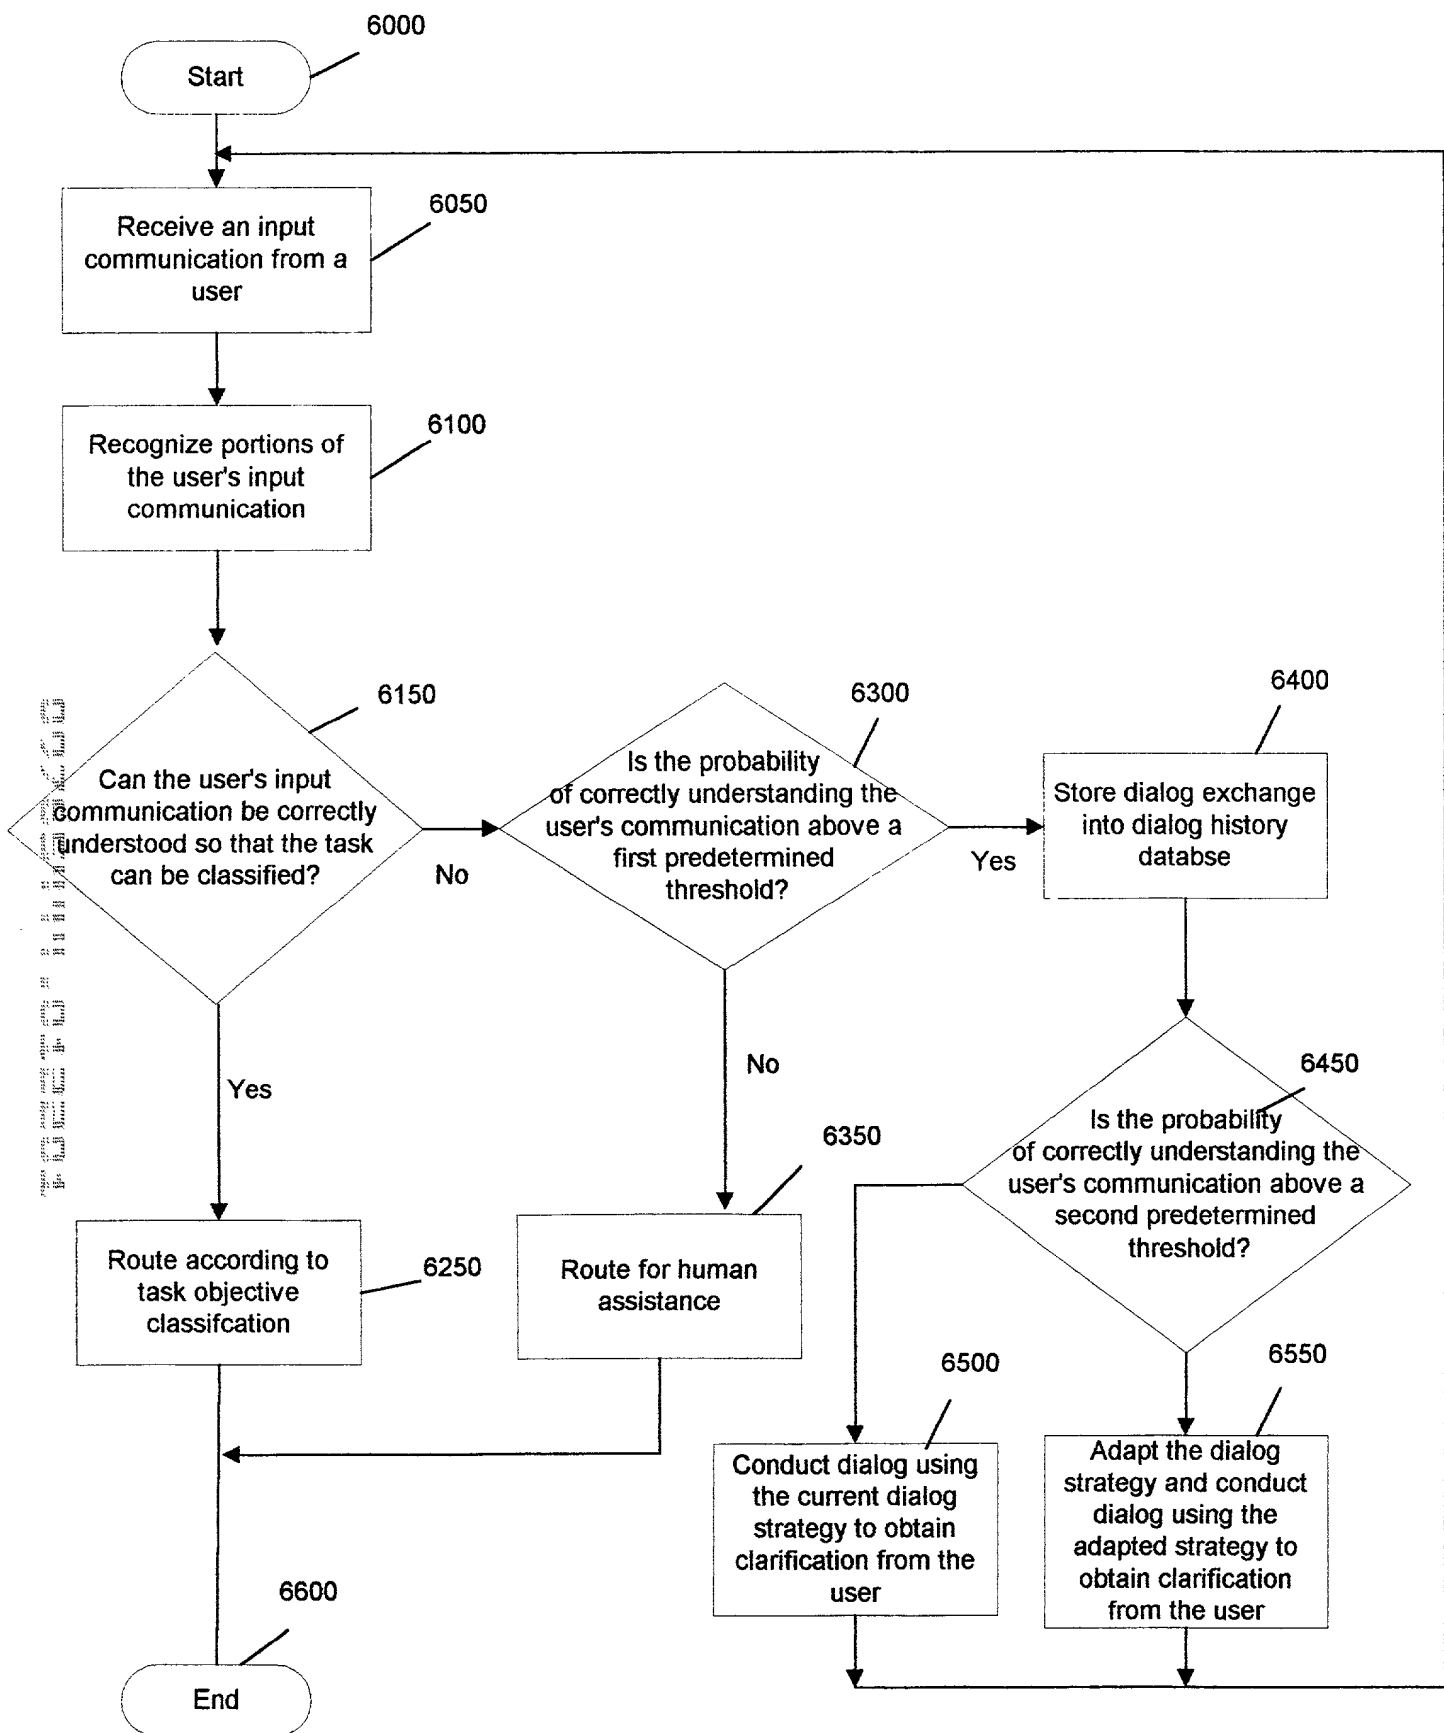 6000
Start
6050
Receive an input
communication from a
user
6100
Recognize portions of
the user's input
communication
6150
Can the user's input
communication be correctly
understood so that the task
can be classified?
No
Yes
6300
Is the probability
of correctly understanding the
user's communication above a
first predetermined
threshold?
Yes
No
6400
Store dialog exchange
into dialog history
databse
6450
Is the probability
of correctly understanding the
user's communication above a
second predetermined
threshold?
6350
Route for human
assistance
6250
Route according to
task objective
classifcation
6500
Conduct dialog using
the current dialog
strategy to obtain
clarification from the
user
6550
Adapt the dialog
strategy and conduct
dialog using the
adapted strategy to
obtain clarification
from the user
6600
End